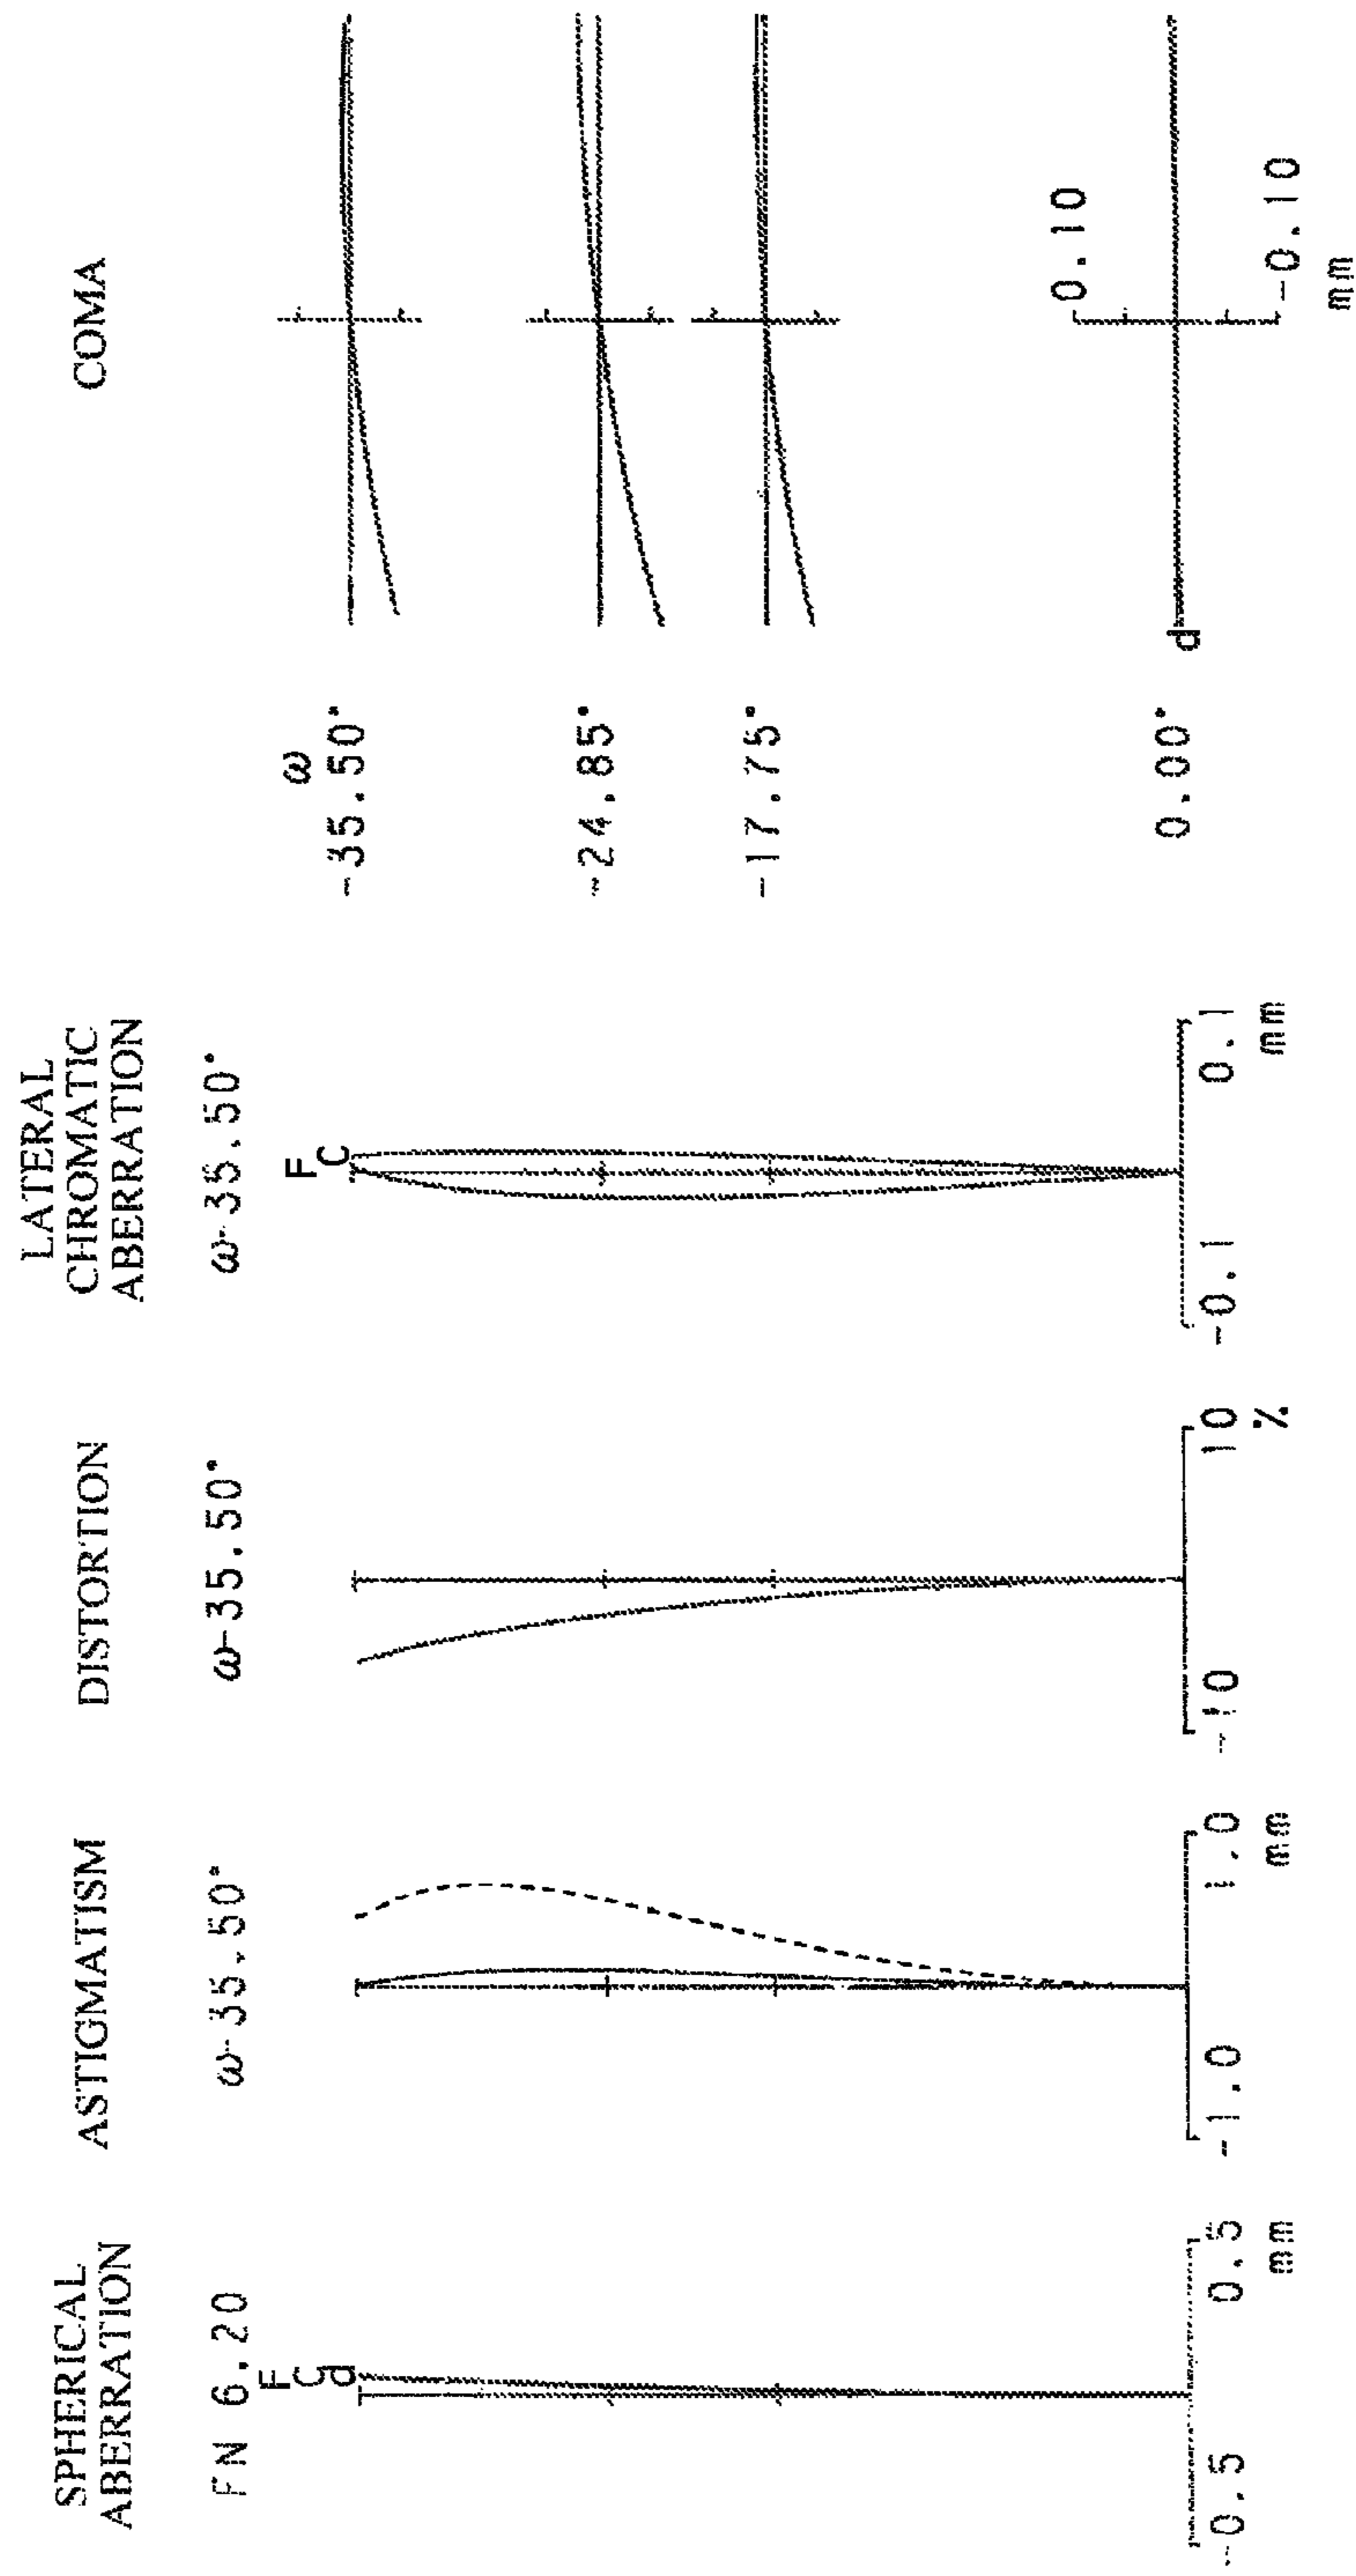 SPHERICAL
ABERRATION
FN 6.20
F
C
d
-0.5
0.5
mm
ASTIGMATISM
ω-35.50°
-1.0
1.0
mm
DISTORTION
ω-35.50°
-10
10
%
LATERAL
CHROMATIC
ABERRATION
ω-35.50°
F
C
-0.1
0.1
mm
COMA
ω
-35.50°
-24.85°
-17.75°
0.00°
d
0.10
-0.10
mm